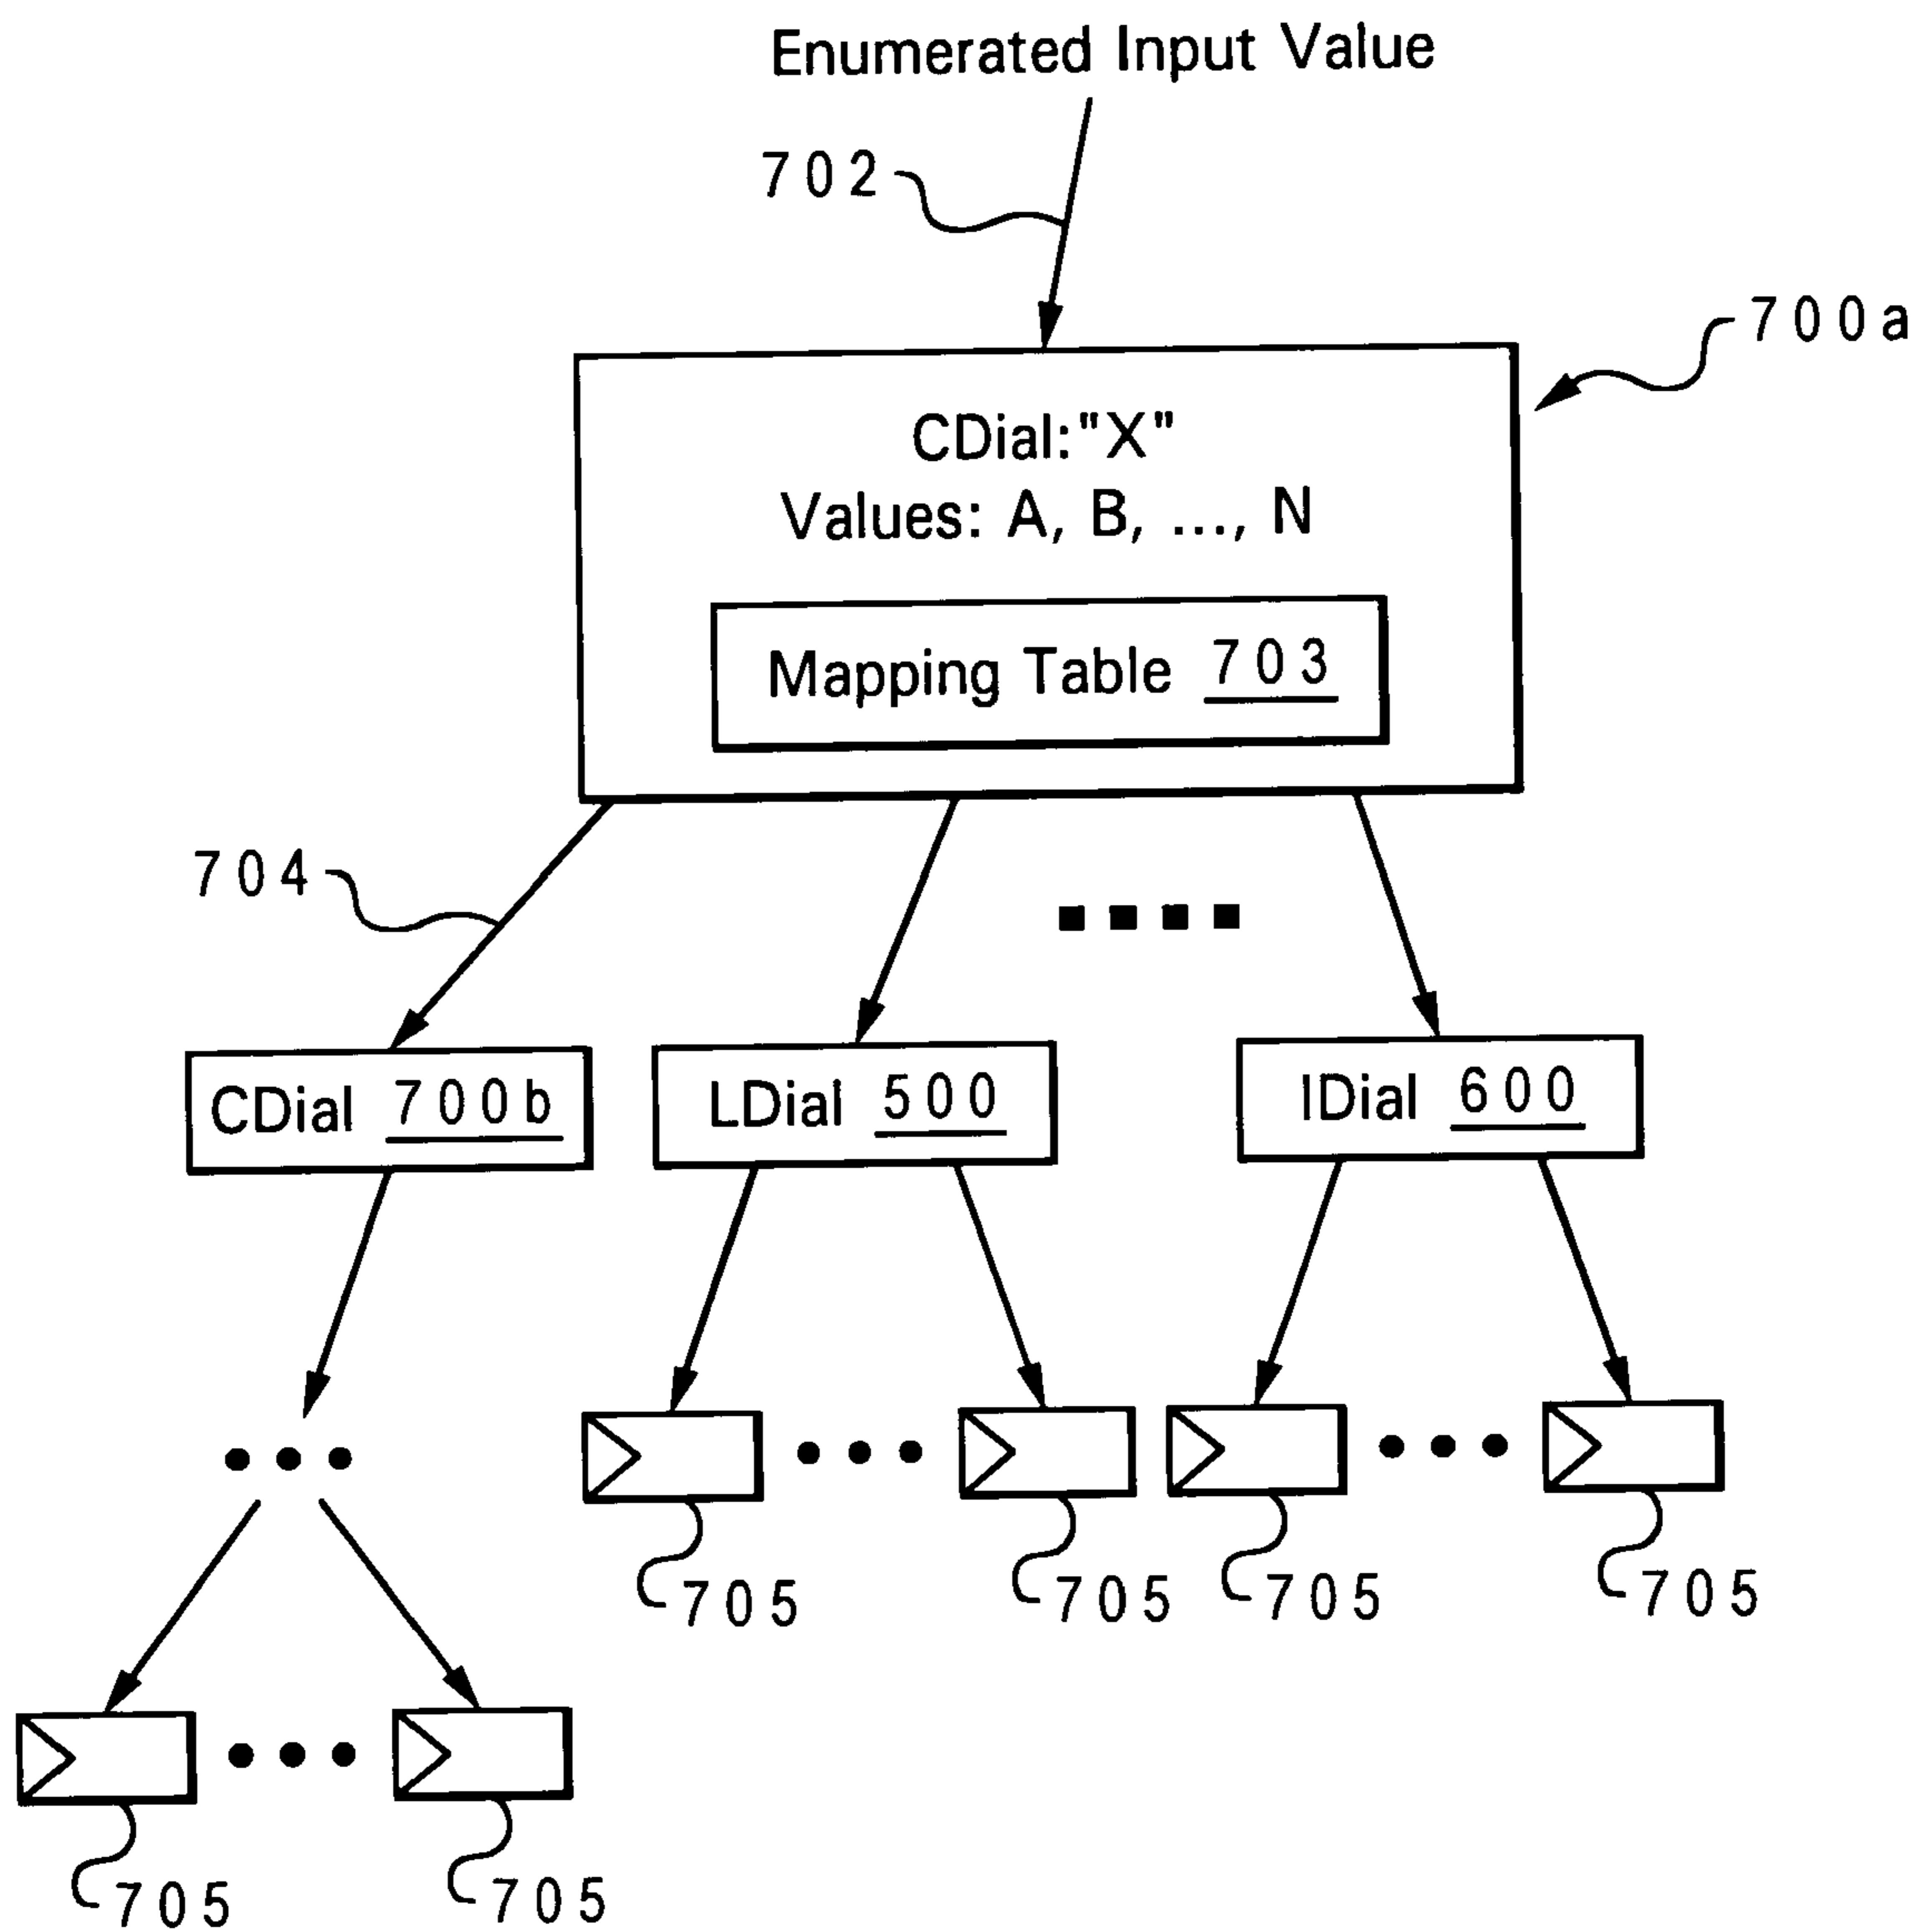 Enumerated Input Value
702
700a
CDial:"X"
Values: A, B, ..., N
Mapping Table 703
704
CDial 700b
LDial 500
IDial 600
705
705
705
705
705
705